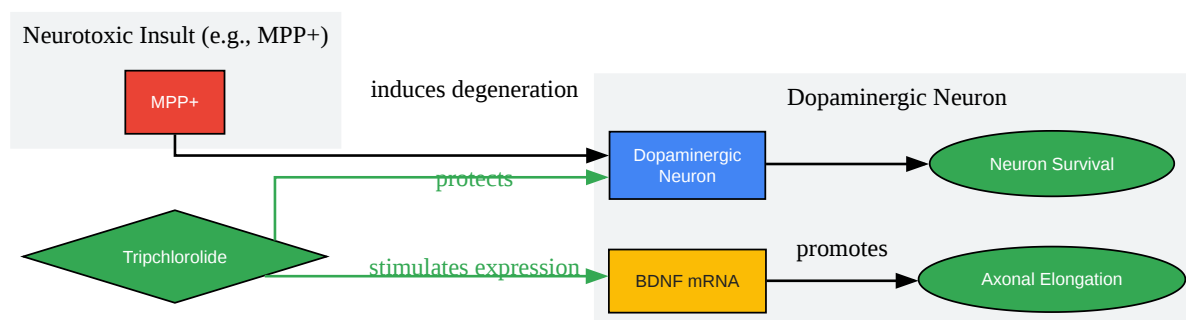 Neurotoxic Insult (e.g., MPP+)
MPP+
induces degeneration
Dopaminergic Neuron
Dopaminergic
Neuron
Neuron Survival
protects
Tripchlorolide
stimulates expression
BDNF mRNA
promotes
Axonal Elongation